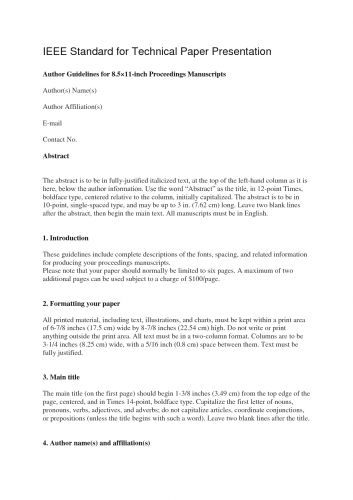 IEEE Standard for Technical Paper Presentation
Author Guidelines for 8.5×11-inch Proceedings Manuscripts
Author(s) Name(s)
Author Affiliation(s)
E-mail
Contact No.
Abstract
The abstract is to be in fully-justified italicized text, at the top of the left-hand column as it is
here, below the author information. Use the word “Abstract” as the title, in 12-point Times,
boldface type, centered relative to the column, initially capitalized. The abstract is to be in
10-point, single-spaced type, and may be up to 3 in. (7.62 cm) long. Leave two blank lines
after the abstract, then begin the main text. All manuscripts must be in English.
1. Introduction
These guidelines include complete descriptions of the fonts, spacing, and related information
for producing your proceedings manuscripts.
Please note that your paper should normally be limited to six pages. A maximum of two
additional pages can be used subject to a charge of $100/page.
2. Formatting your paper
All printed material, including text, illustrations, and charts, must be kept within a print area
of 6-7/8 inches (17.5 cm) wide by 8-7/8 inches (22.54 cm) high. Do not write or print
anything outside the print area. All text must be in a two-column format. Columns are to be
3-1/4 inches (8.25 cm) wide, with a 5/16 inch (0.8 cm) space between them. Text must be
fully justified.
3. Main title
The main title (on the first page) should begin 1-3/8 inches (3.49 cm) from the top edge of the
page, centered, and in Times 14-point, boldface type. Capitalize the first letter of nouns,
pronouns, verbs, adjectives, and adverbs; do not capitalize articles, coordinate conjunctions,
or prepositions (unless the title begins with such a word). Leave two blank lines after the title.
4. Author name(s) and affiliation(s)